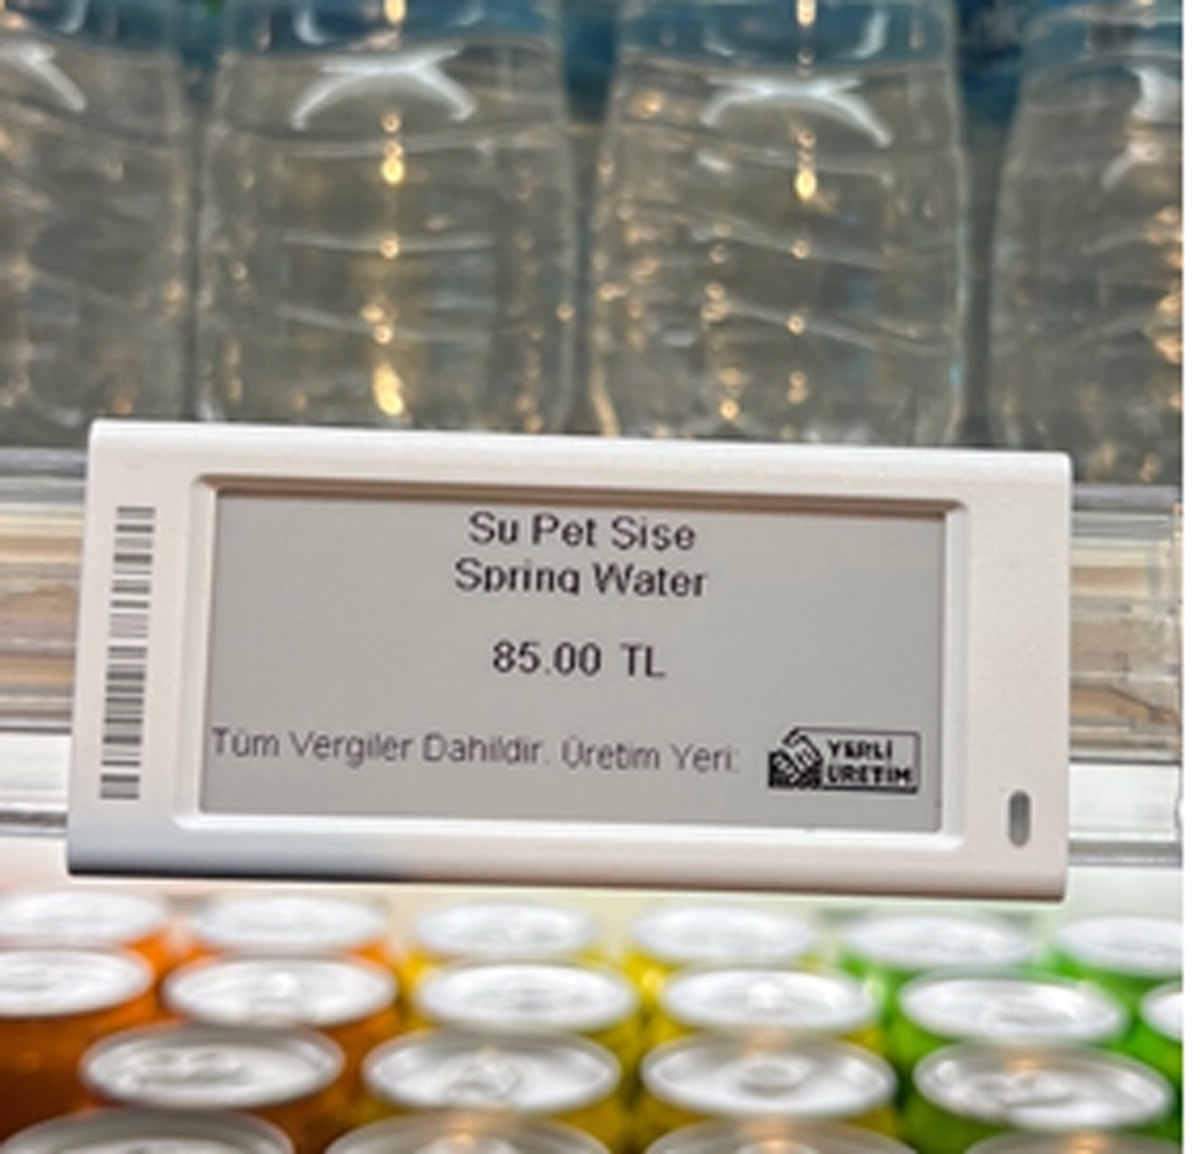 Su Pet Sise
Spring Water
85.00 TL
Tüm Vergiler Dahildir. Üretim Yeri:
YERLİ
ÜRETİM